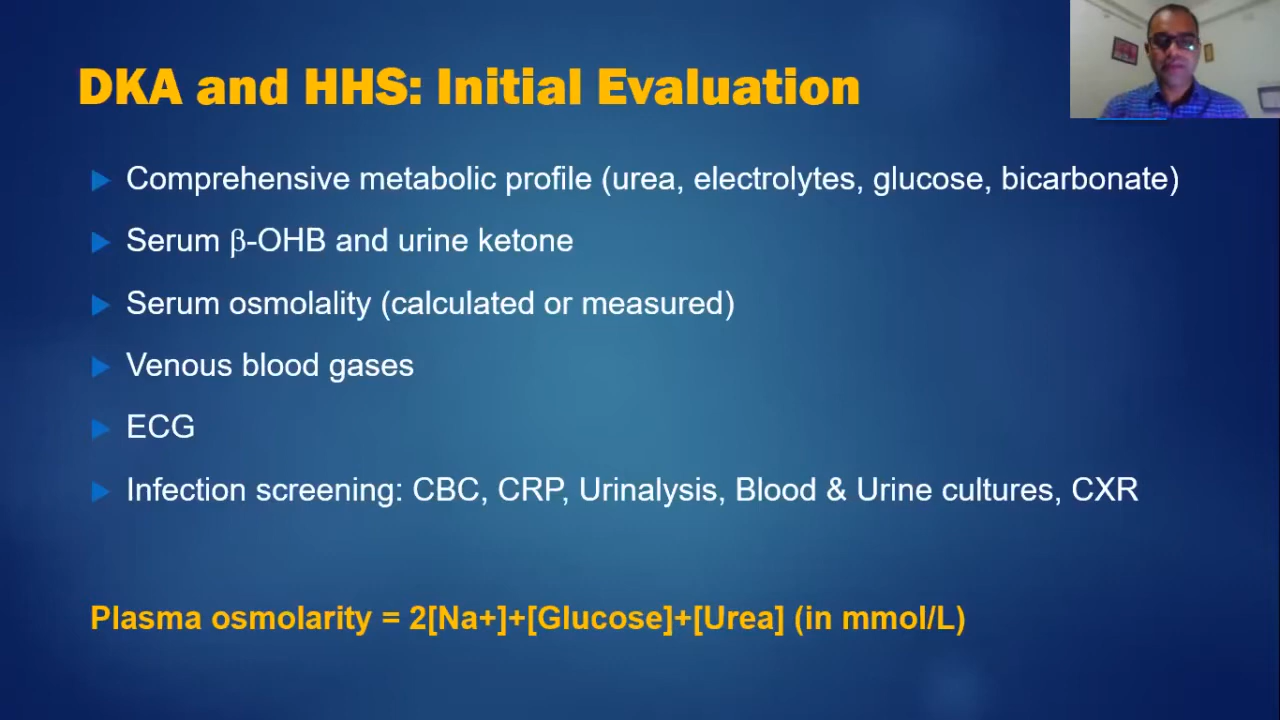 DKA and HHS: Initial Evaluation
Comprehensive metabolic profile (urea, electrolytes, glucose, bicarbonate)
Serum β-OHB and urine ketone
Serum osmolality (calculated or measured)
Venous blood gases
ECG
Infection screening: CBC, CRP, Urinalysis, Blood & Urine cultures, CXR
Plasma osmolarity = 2[Na+]+[Glucose]+[Urea] (in mmol/L)